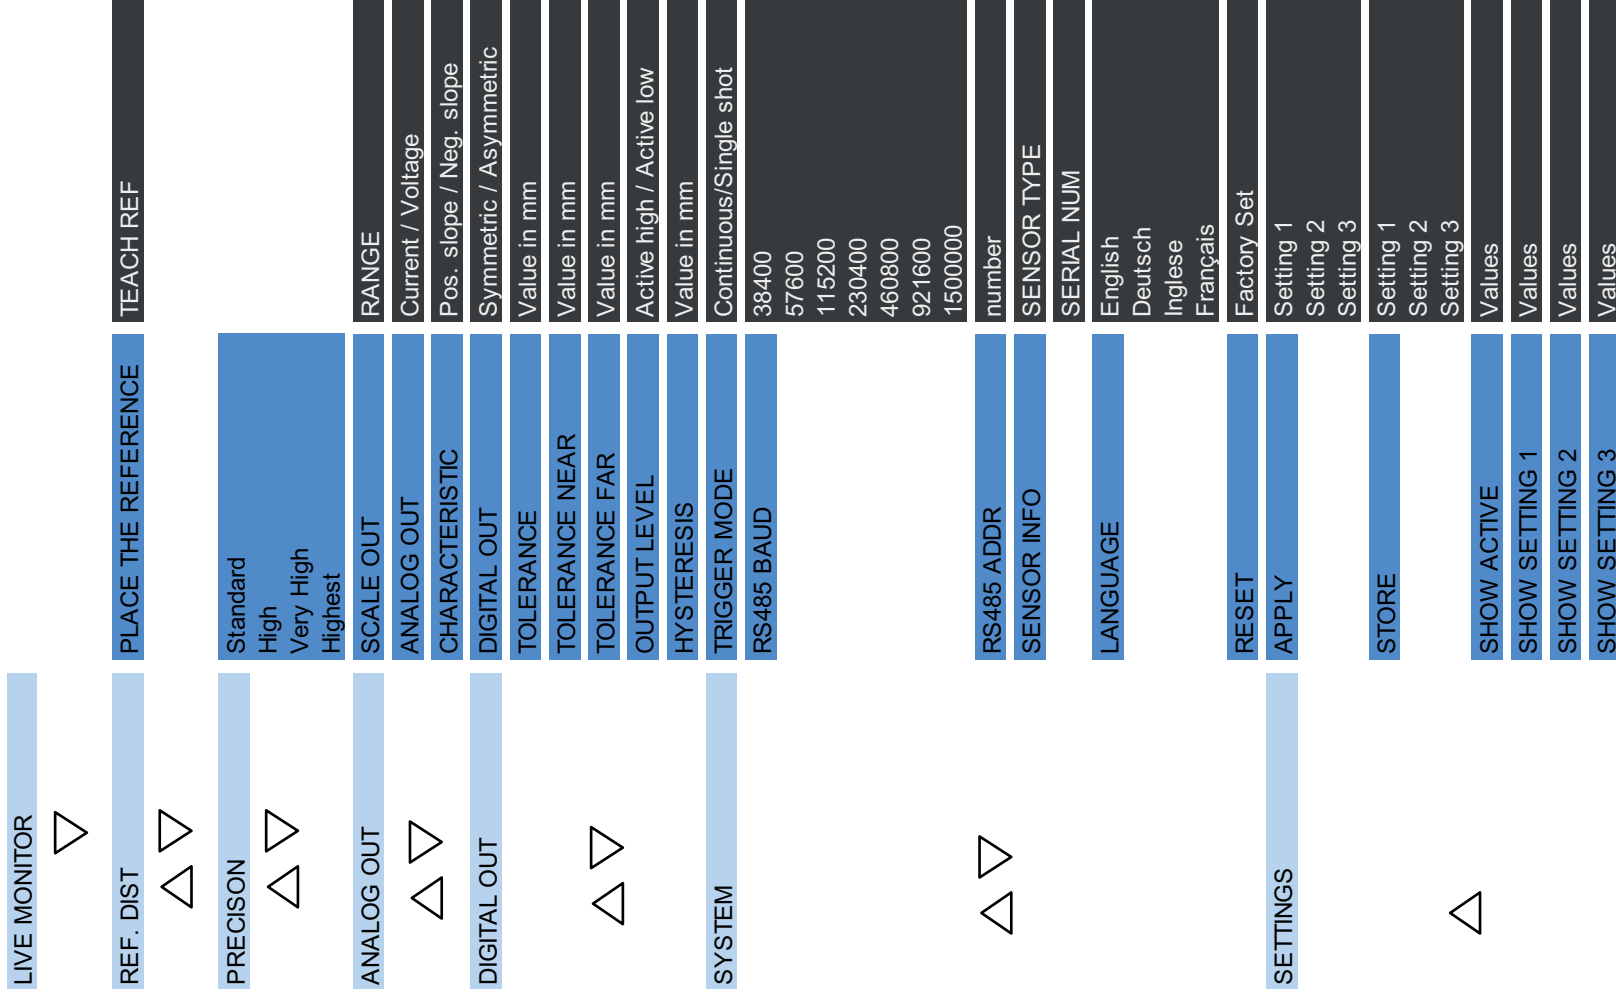 LIVE MONITOR
REF. DIST
PLACE THE REFERENCE
TEACH REF
PRECISON
Standard
High
Very High
Highest
ANALOG OUT
SCALE OUT
RANGE
ANALOG OUT
Current / Voltage
CHARACTERISTIC
Pos. slope / Neg. slope
DIGITAL OUT
DIGITAL OUT
Symmetric / Asymmetric
TOLERANCE
Value in mm
TOLERANCE NEAR
Value in mm
TOLERANCE FAR
Value in mm
OUTPUT LEVEL
Active high / Active low
HYSTERESIS
Value in mm
SYSTEM
TRIGGER MODE
Continuous/Single shot
RS485 BAUD
38400
57600
115200
230400
460800
921600
1500000
RS485 ADDR
number
SENSOR INFO
SENSOR TYPE
SERIAL NUM
LANGUAGE
English
Deutsch
Inglese
Français
RESET
Factory Set
SETTINGS
APPLY
Setting 1
Setting 2
Setting 3
STORE
Setting 1
Setting 2
Setting 3
SHOW ACTIVE
Values
SHOW SETTING 1
Values
SHOW SETTING 2
Values
SHOW SETTING 3
Values